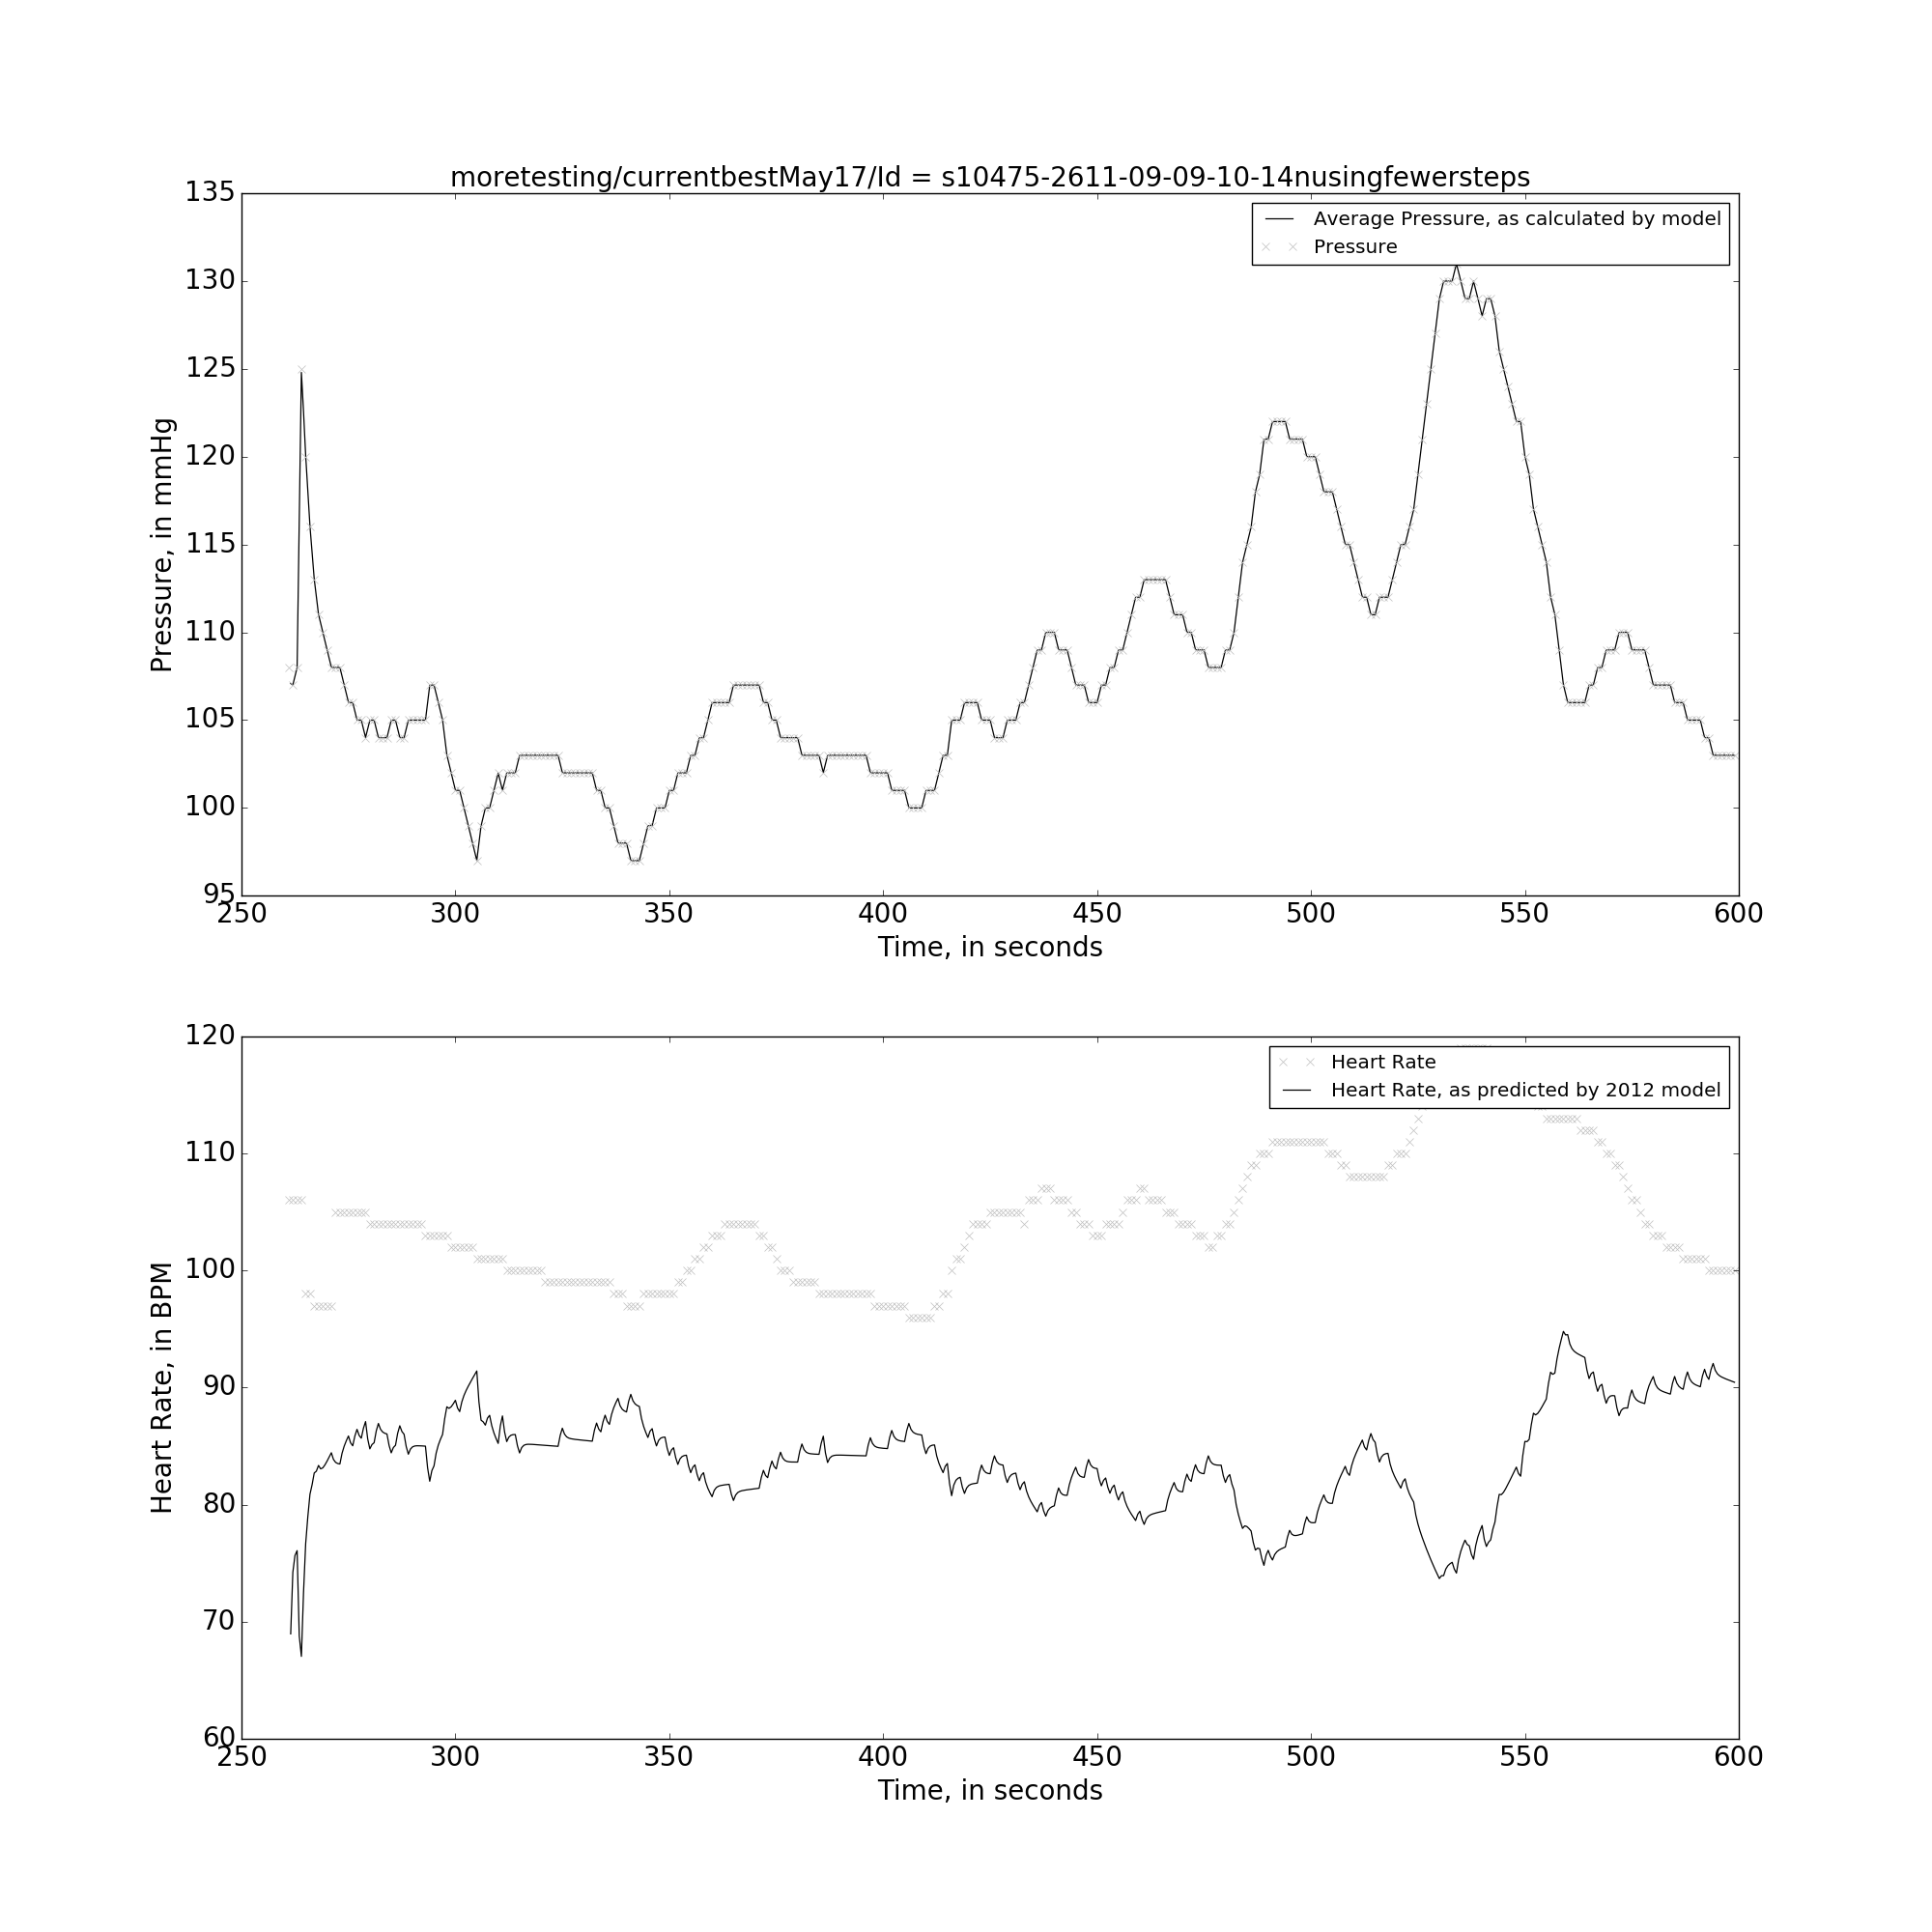 moretesting/currentbestMay17/Id = s10475-2611-09-09-10-14nusingfewersteps
135
130
125
120
115
110
105
100
95
Pressure, in mmHg
Average Pressure, as calculated by model
Pressure
250 300 350 400 450 500 550 600
Time, in seconds
120
110
100
90
80
70
60
Heart Rate, in BPM
Heart Rate
Heart Rate, as predicted by 2012 model
250 300 350 400 450 500 550 600
Time, in seconds